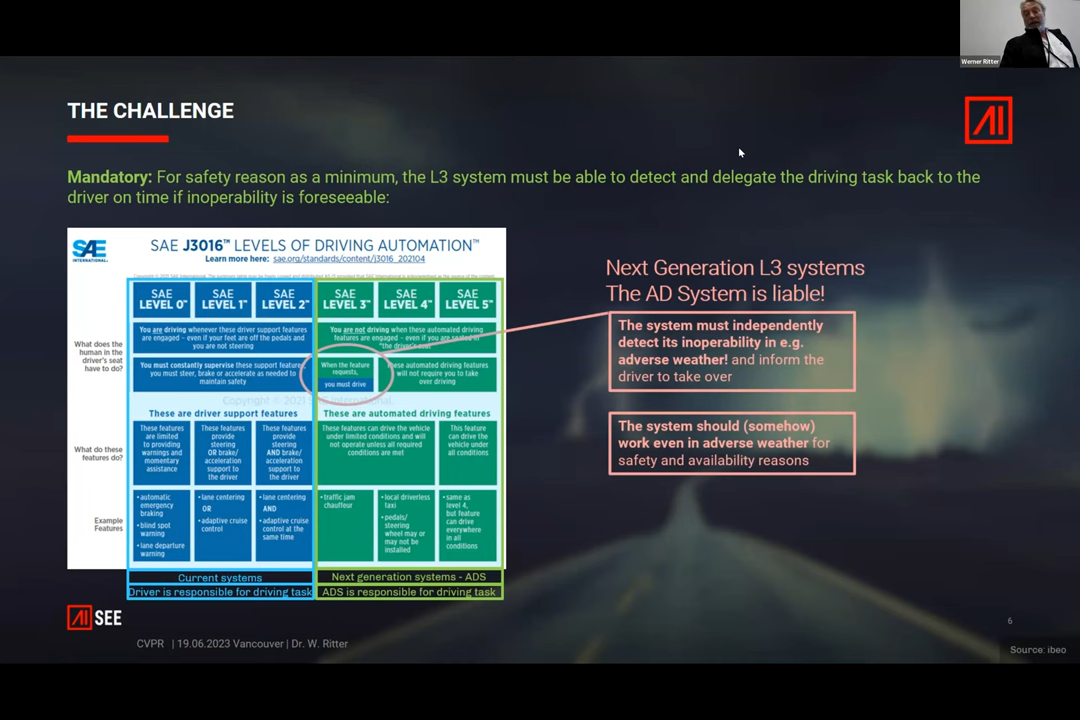 Werner Ritter
THE CHALLENGE
AI
Mandatory: For safety reason as a minimum, the L3 system must be able to detect and delegate the driving task back to the
driver on time if inoperability is foreseeable:
SAE
INTERNATIONAL®
SAE J3016™ LEVELS OF DRIVING AUTOMATION™
Learn more here: sae.org/standards/content/j3016_202104
SAE
LEVEL 0™
SAE
LEVEL 1™
SAE
LEVEL 2™
SAE
LEVEL 3™
SAE
LEVEL 4™
SAE
LEVEL 5™
What does the
human in the
driver's seat
have to do?
You are driving whenever these driver support features
are engaged – even if your feet are off the pedals and
you are not steering
You are not driving when these automated driving
features are engaged – even if you are seated in
"the driver's seat"
You must constantly supervise these support features;
you must steer, brake or accelerate as needed to
maintain safety
When the feature
requests,
you must drive
These automated driving features
will not require you to take
over driving
Copyright © 2021 SAE International.
These are driver support features
These are automated driving features
What do these
features do?
These features
are limited
to providing
warnings and
momentary
assistance
These features
provide
steering
OR brake/
acceleration
support to
the driver
These features
provide
steering
AND brake/
acceleration
support to
the driver
These features can drive the vehicle
under limited conditions and will
not operate unless all required
conditions are met
This feature
can drive the
vehicle under
all conditions
Example
Features
• automatic
emergency
braking
• blind spot
warning
• lane departure
warning
• lane centering
OR
• adaptive cruise
control
• lane centering
AND
• adaptive cruise
control at the
same time
• traffic jam
chauffeur
• local driverless
taxi
• pedals/
steering
wheel may or
may not be
installed
• same as
level 4,
but feature
can drive
everywhere
in all
conditions
Current systems
Next generation systems - ADS
Driver is responsible for driving task
ADS is responsible for driving task
Next Generation L3 systems
The AD System is liable!
The system must independently
detect its inoperability in e.g.
adverse weather! and inform the
driver to take over
The system should (somehow)
work even in adverse weather for
safety and availability reasons
AI SEE
CVPR | 19.06.2023 Vancouver | Dr. W. Ritter
6
Source: ibeo